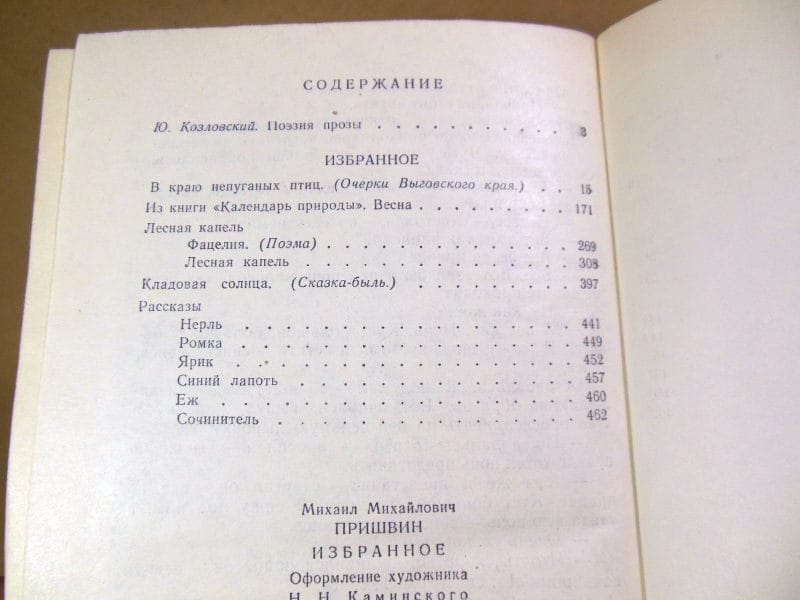 СОДЕРЖАНИЕ
Ю. Козловский. Поэзия прозы . . . . . . . . . . . 3
ИЗБРАННОЕ
В краю непуганых птиц. (Очерки Выговского края.) . . 15
Из книги «Календарь природы». Весна . . . . . . . . 171
Лесная капель
Фацелия. (Поэма) . . . . . . . . . . . . . 269
Лесная капель . . . . . . . . . . . . . . 308
Кладовая солнца. (Сказка-быль.) . . . . . . . . . 397
Рассказы
Нерль . . . . . . . . . . . . . . . . . 441
Ромка . . . . . . . . . . . . . . . . . 449
Ярик . . . . . . . . . . . . . . . . . 452
Синий лапоть . . . . . . . . . . . . . . . 457
Еж . . . . . . . . . . . . . . . . . . 460
Сочинитель . . . . . . . . . . . . . . . 462
Михаил Михайлович
ПРИШВИН
ИЗБРАННОЕ
Оформление художника
Н. Н. Каминского